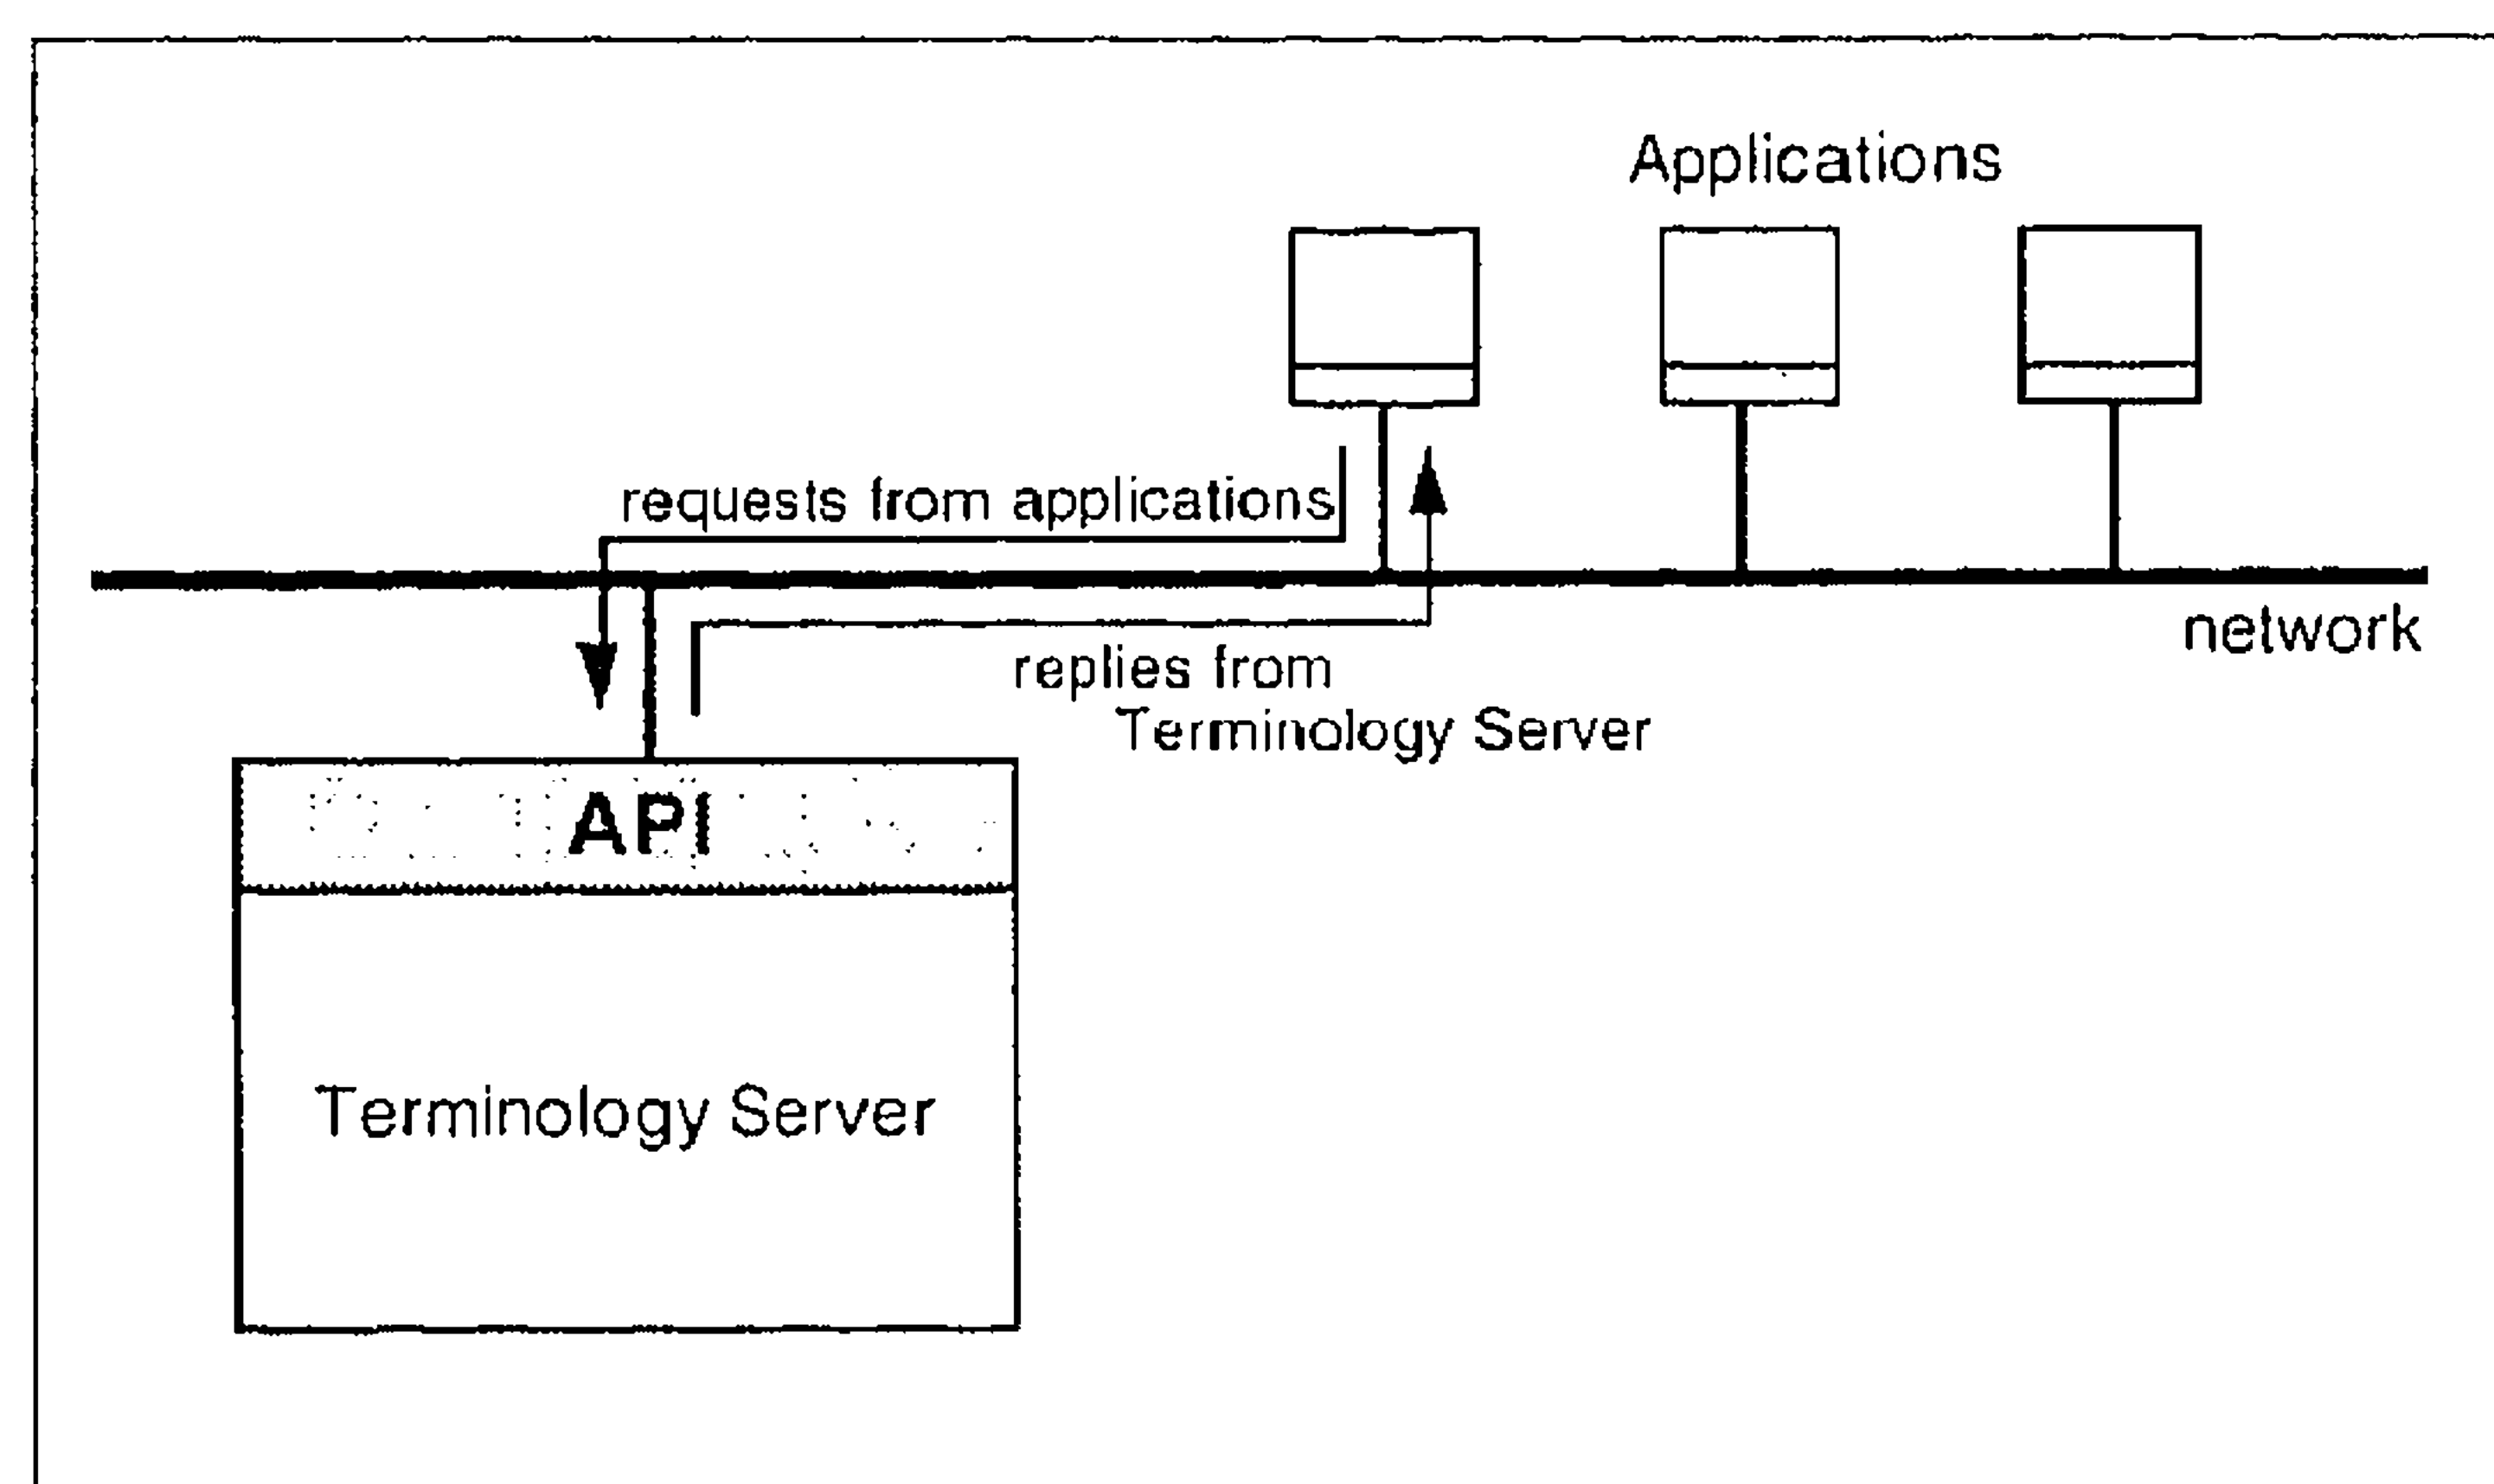 Applications
requests from applications
network
replies from
Terminology Server
API
Terminology Server